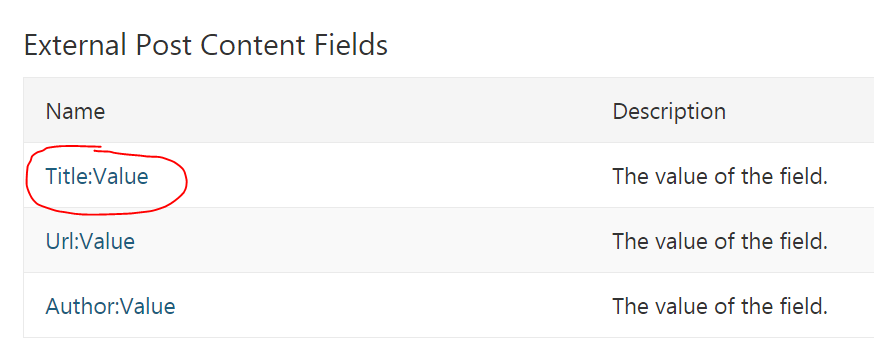 External Post Content Fields
Name Description
Title:Value The value of the field.
Url:Value The value of the field.
Author:Value The value of the field.